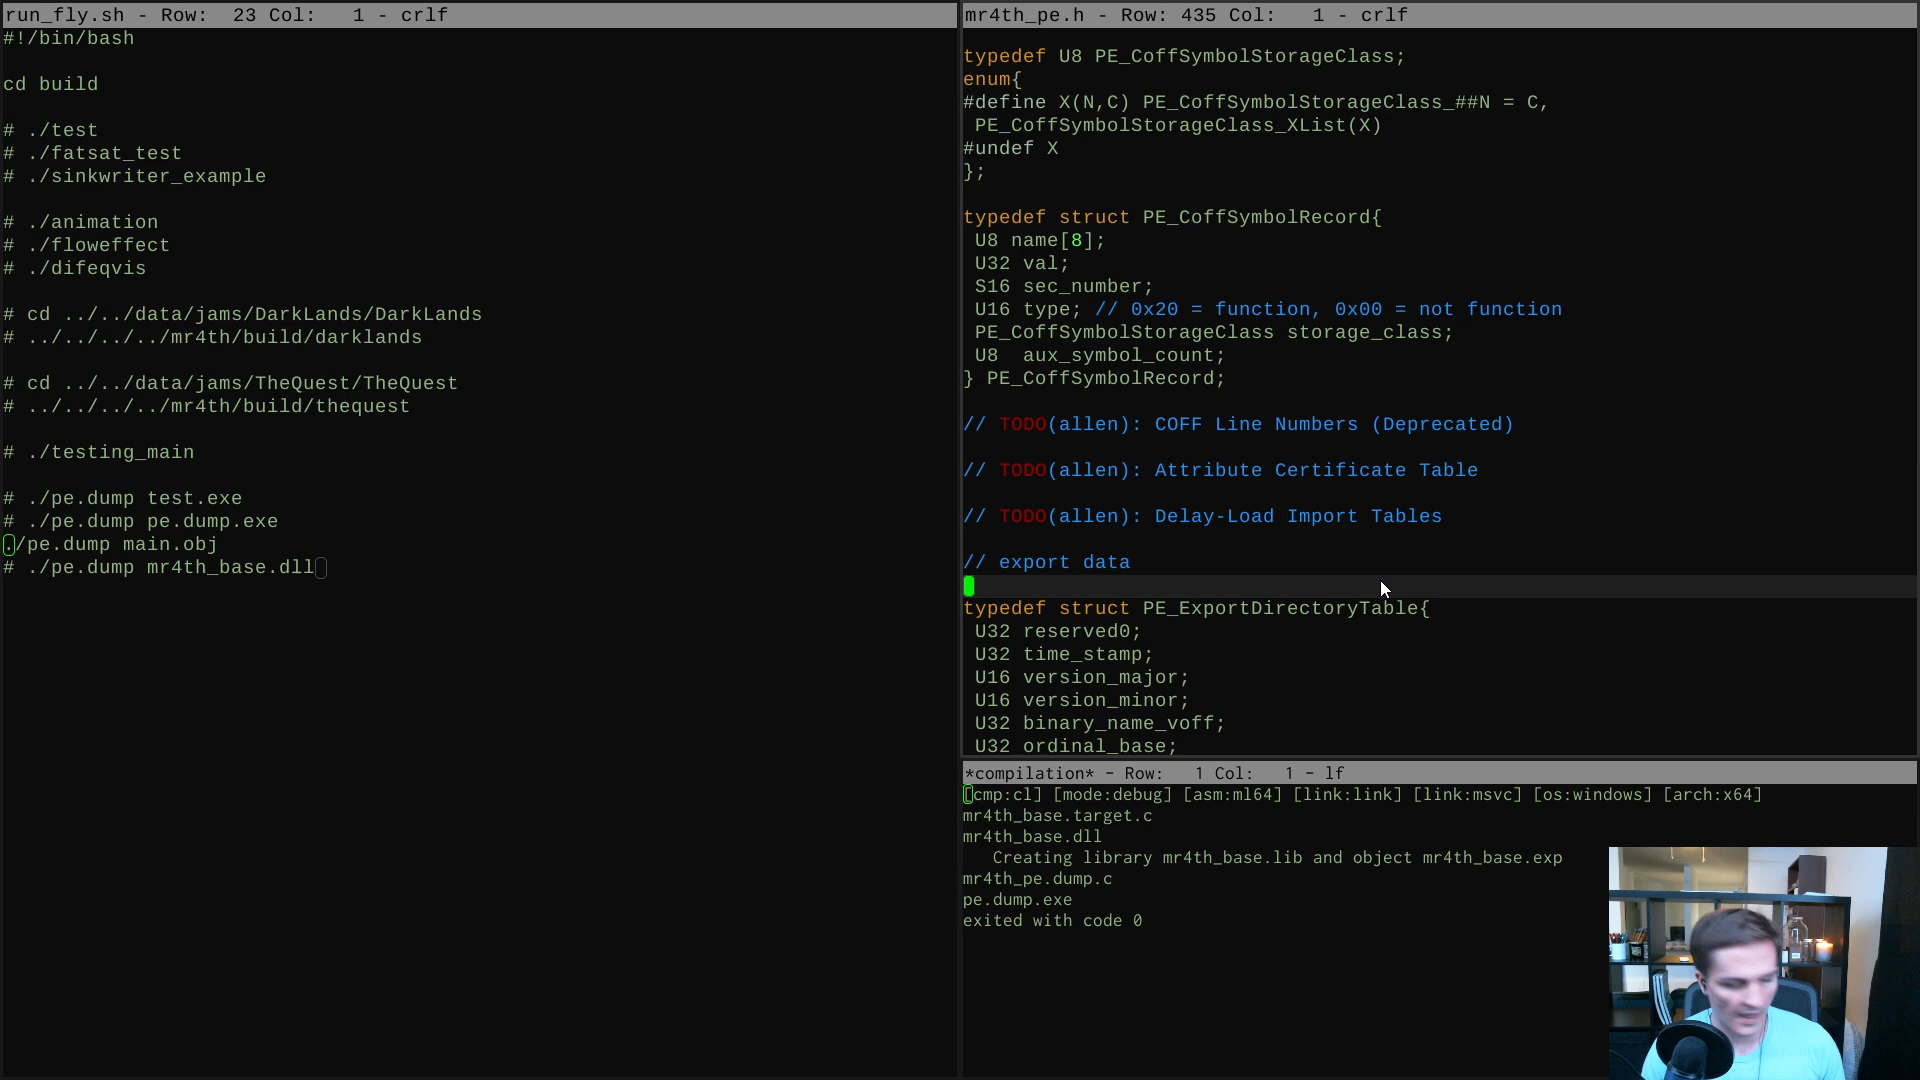 run_fly.sh - Row:  23 Col:   1 - crlf
#!/bin/bash
cd build
# ./test
# ./fatsat_test
# ./sinkwriter_example
# ./animation
# ./floweffect
# ./difeqvis
# cd ../../data/jams/DarkLands/DarkLands
# ../../../../mr4th/build/darklands
# cd ../../data/jams/TheQuest/TheQuest
# ../../../../mr4th/build/thequest
# ./testing_main
# ./pe.dump test.exe
# ./pe.dump pe.dump.exe
./pe.dump main.obj
# ./pe.dump mr4th_base.dll
mr4th_pe.h - Row: 435 Col:   1 - crlf
typedef U8 PE_CoffSymbolStorageClass;
enum{
#define X(N,C) PE_CoffSymbolStorageClass_##N = C,
 PE_CoffSymbolStorageClass_XList(X)
#undef X
};
typedef struct PE_CoffSymbolRecord{
 U8 name[8];
 U32 val;
 S16 sec_number;
 U16 type; // 0x20 = function, 0x00 = not function
 PE_CoffSymbolStorageClass storage_class;
 U8  aux_symbol_count;
} PE_CoffSymbolRecord;
// TODO(allen): COFF Line Numbers (Deprecated)
// TODO(allen): Attribute Certificate Table
// TODO(allen): Delay-Load Import Tables
// export data
typedef struct PE_ExportDirectoryTable{
 U32 reserved0;
 U32 time_stamp;
 U16 version_major;
 U16 version_minor;
 U32 binary_name_voff;
 U32 ordinal_base;
*compilation* - Row:   1 Col:   1 - lf
[cmp:cl] [mode:debug] [asm:ml64] [link:link] [link:msvc] [os:windows] [arch:x64]
mr4th_base.target.c
mr4th_base.dll
   Creating library mr4th_base.lib and object mr4th_base.exp
mr4th_pe.dump.c
pe.dump.exe
exited with code 0